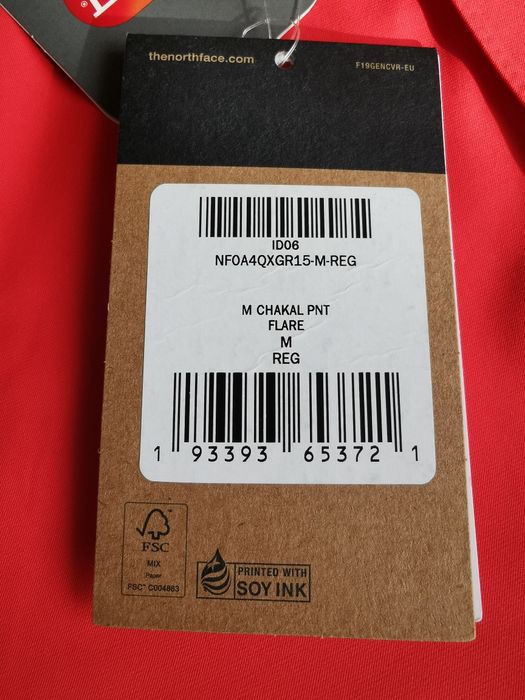 thenorthface.com
F19GENCVR-EU
ID06
NF0A4QXGR15-M-REG
M CHAKAL PNT
FLARE
M
REG
1 93393 65372 1
FSC
MIX
Paper
FSC™ C004863
PRINTED WITH
SOY INK